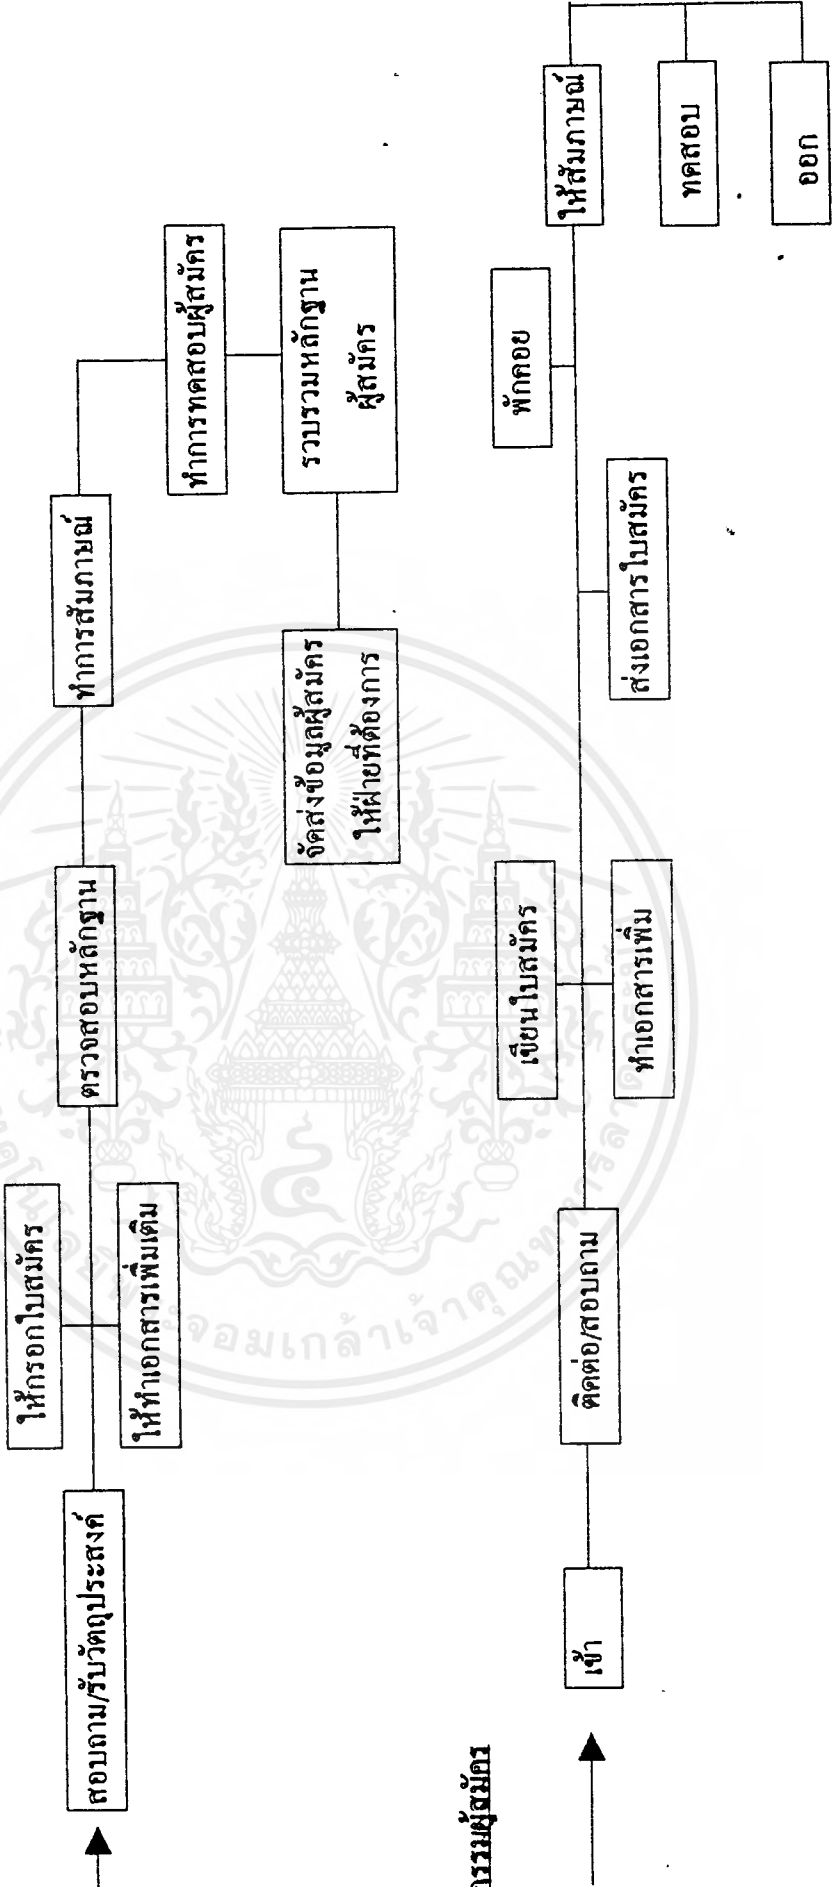 สอบถาม/รับวัตถุประสงค์
ให้กรอกใบสมัคร
ให้ทำเอกสารเพิ่มเติม
ตรวจสอบหลักฐาน
ทำการสัมภาษณ์
ทำการทดสอบผู้สมัคร
รวบรวมหลักฐาน
ผู้สมัคร
จัดส่งข้อมูลผู้สมัคร
ให้ฝ่ายที่ต้องการ
กรรมผู้สมัคร
เข้า
ติดต่อ/สอบถาม
เขียนใบสมัคร
ทำเอกสารเพิ่ม
ส่งเอกสารใบสมัคร
พักคอย
ให้สัมภาษณ์
ทดสอบ
ออก